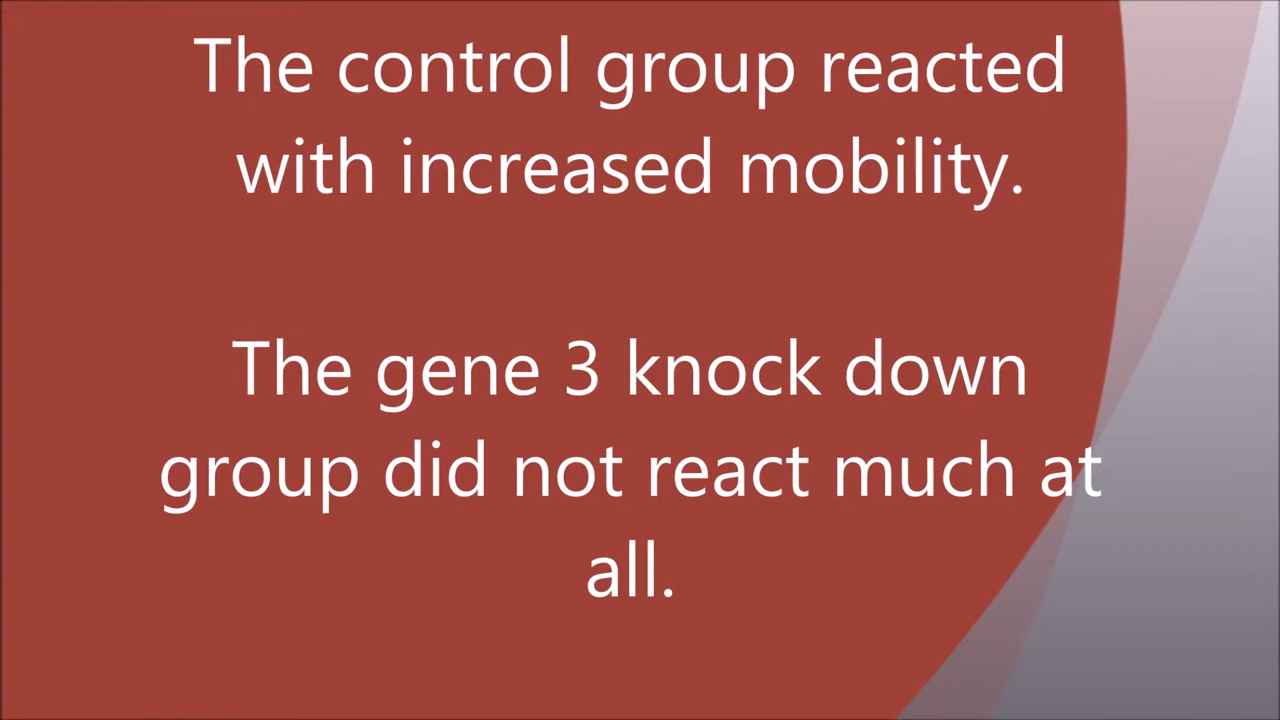 The control group reacted
with increased mobility.
The gene 3 knock down
group did not react much at
all.